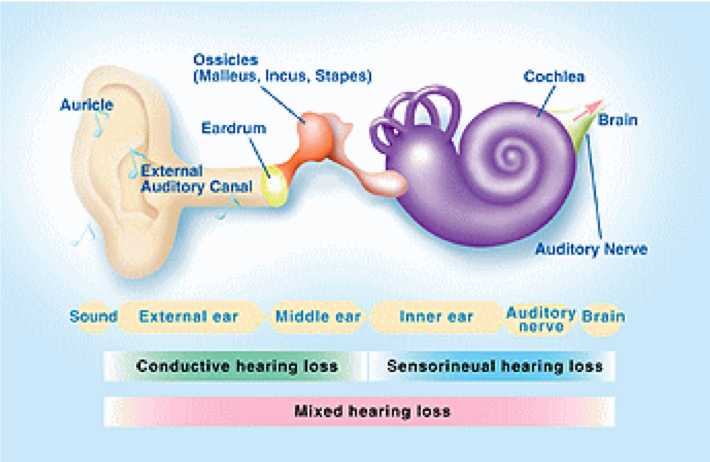 Ossicles
(Malleus, Incus, Stapes)
Cochlea
Auricle
Eardrum
Brain
External
Auditory Canal
Auditory Nerve
Sound
External ear
Middle ear
Inner ear
Auditory
nerve
Brain
Conductive hearing loss
Sensorineual hearing loss
Mixed hearing loss